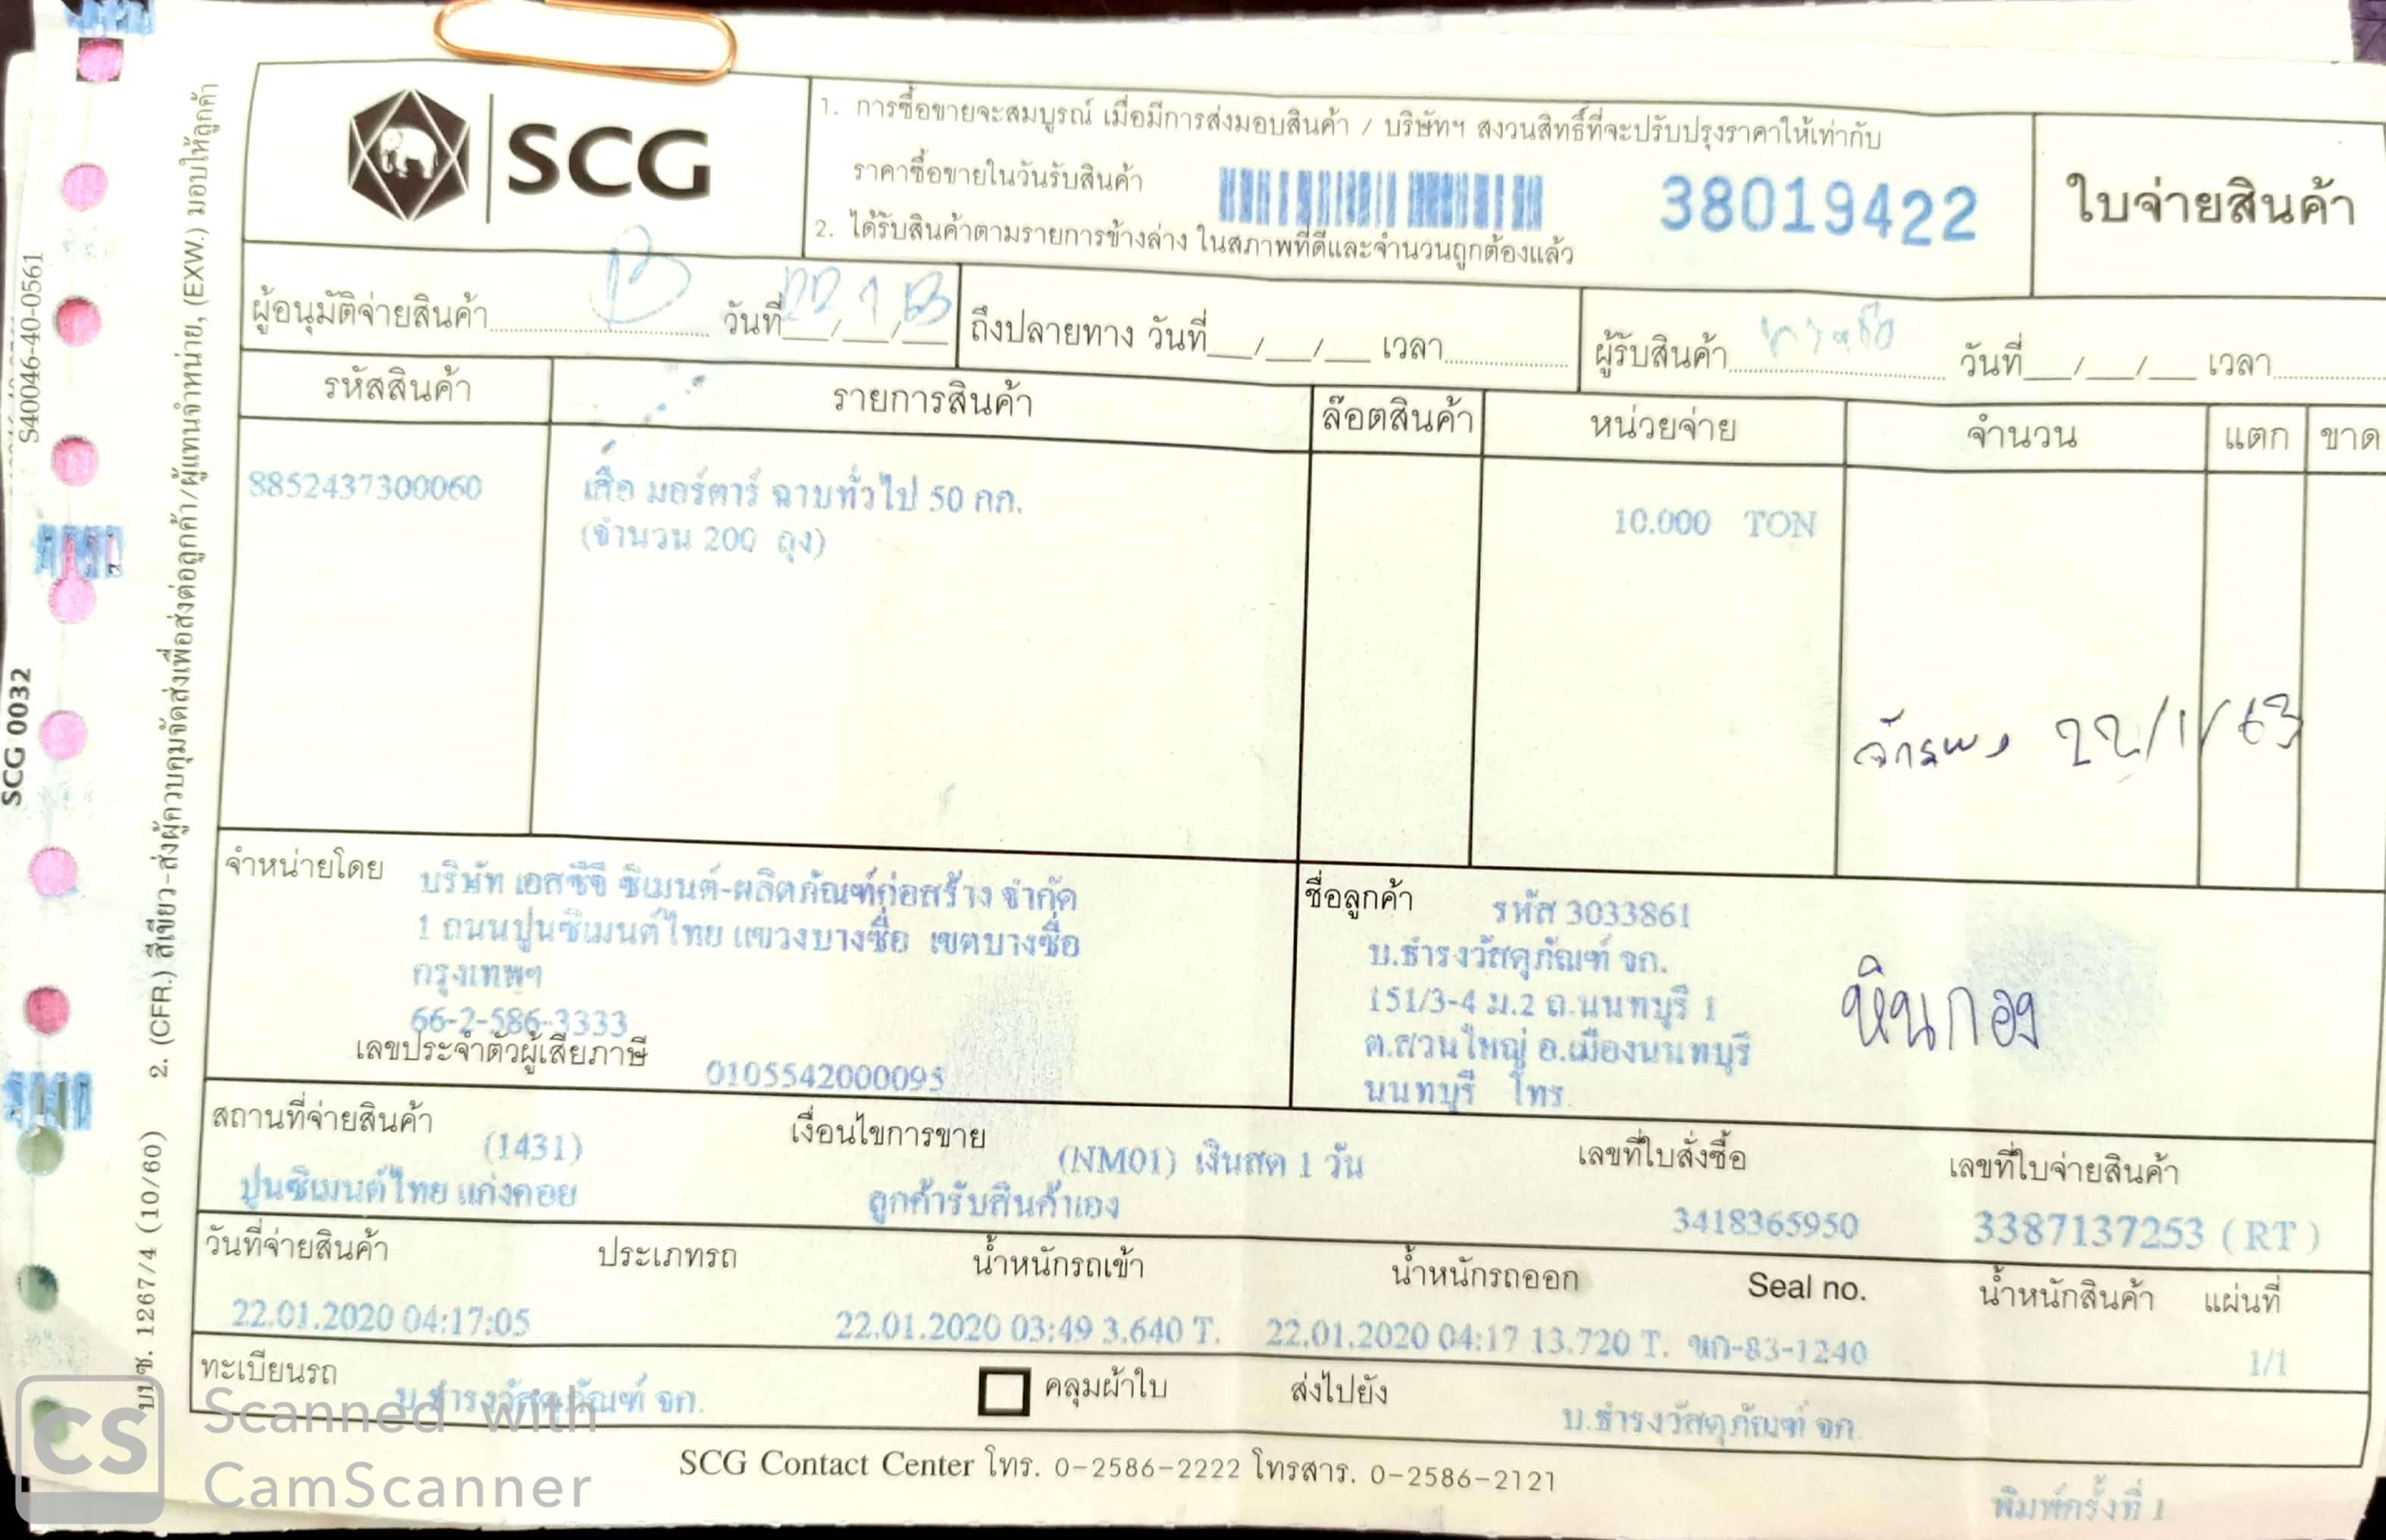 SCG
1. การซื้อขายจะสมบูรณ์ เมื่อมีการส่งมอบสินค้า / บริษัทฯ สงวนสิทธิ์ที่จะปรับปรุงราคาให้เท่ากับ
ราคาซื้อขายในวันรับสินค้า
38019422
2. ได้รับสินค้าตามรายการข้างล่าง ในสภาพที่ดีและจำนวนถูกต้องแล้ว
ใบจ่ายสินค้า
ผู้อนุมัติจ่ายสินค้า วันที่ 22/1/63
ถึงปลายทาง วันที่__/__/__ เวลา
ผู้รับสินค้า วันที่__/__/__ เวลา
รหัสสินค้า รายการสินค้า ล๊อตสินค้า หน่วยจ่าย จำนวน แตก ขาด
8852437300060 เสือ มอร์ตาร์ ฉาบทั่วไป 50 กก. 10.000 TON
(จำนวน 200 ถุง)
22/1/63
จำหน่ายโดย
บริษัท เอสซีจี ซิเมนต์-ผลิตภัณฑ์ก่อสร้าง จำกัด
1 ถนนปูนซิเมนต์ไทย แขวงบางซื่อ เขตบางซื่อ
กรุงเทพฯ
66-2-586-3333
เลขประจำตัวผู้เสียภาษี 0105542000095
ชื่อลูกค้า รหัส 3033861
บ.ธำรงวัสดุภัณฑ์ จก.
151/3-4 ม.2 ถ.นนทบุรี 1
ต.สวนใหญ่ อ.เมืองนนทบุรี
นนทบุรี โทร.
หินกอง
สถานที่จ่ายสินค้า (1431)
ปูนซิเมนต์ไทย แก่งคอย
เงื่อนไขการขาย (NM01) เงินสด 1 วัน
ลูกค้ารับสินค้าเอง
เลขที่ใบสั่งซื้อ
3418365950
เลขที่ใบจ่ายสินค้า
3387137253 (RT)
วันที่จ่ายสินค้า ประเภทรถ น้ำหนักรถเข้า น้ำหนักรถออก Seal no. น้ำหนักสินค้า แผ่นที่
22.01.2020 04:17:05 22.01.2020 03:49 3.640 T. 22.01.2020 04:17 13.720 T. นก-83-1240 1/1
ทะเบียนรถ บ.ธำรงวัสดุภัณฑ์ จก. คลุมผ้าใบ ส่งไปยัง บ.ธำรงวัสดุภัณฑ์ จก.
SCG Contact Center โทร. 0-2586-2222 โทรสาร. 0-2586-2121
พิมพ์ครั้งที่ 1
S40046-40-0561
SCG 0032
บปซ. 1267/4 (10/60) 2. (CFR.) สีเขียว-ส่งผู้ควบคุมจัดส่งเพื่อส่งต่อลูกค้า/ผู้แทนจำหน่าย, (EXW.) มอบให้ลูกค้า
CS Scanned with
CamScanner